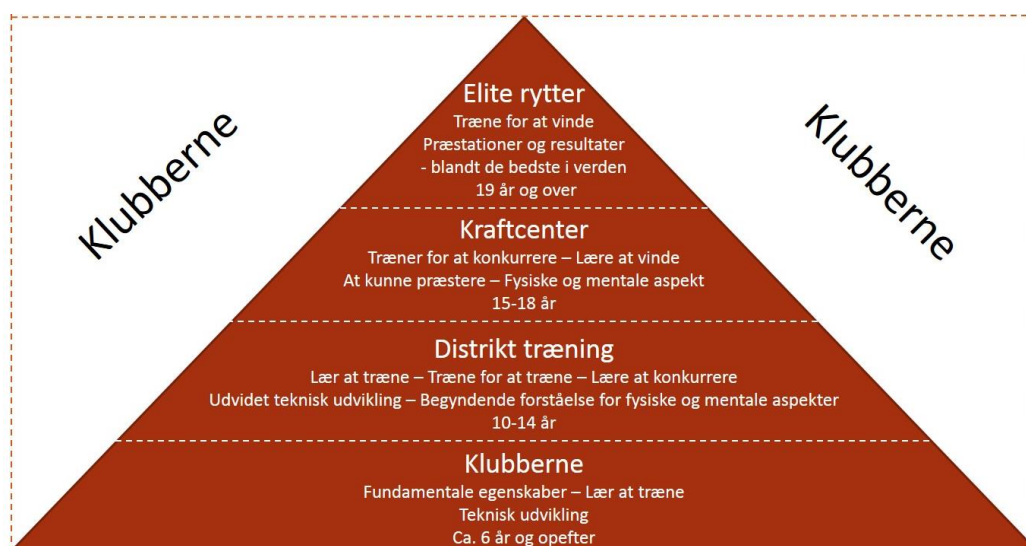 Klubberne
Klubberne
Elite rytter
Træne for at vinde
Præstationer og resultater
- blandt de bedste i verden
19 år og over
Kraftcenter
Træner for at konkurrere – Lære at vinde
At kunne præstere – Fysiske og mentale aspekt
15-18 år
Distrikt træning
Lær at træne – Træne for at træne – Lære at konkurrere
Udvidet teknisk udvikling – Begyndende forståelse for fysiske og mentale aspekter
10-14 år
Klubberne
Fundamentale egenskaber – Lær at træne
Teknisk udvikling
Ca. 6 år og opefter